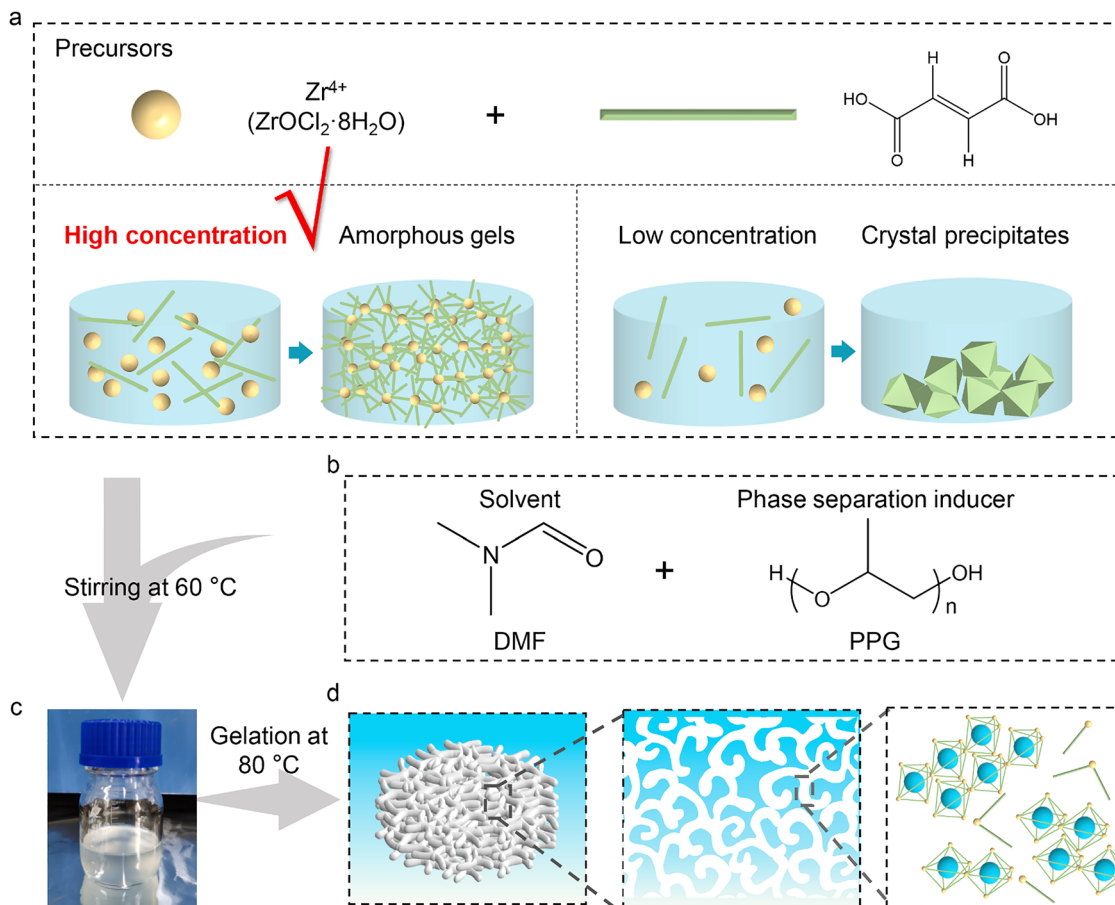 a
Precursors
Zr⁴⁺
(ZrOCl₂·8H₂O)
+
H
O
HO
OH
O
H
High concentration
Amorphous gels
Low concentration
Crystal precipitates
b
Solvent
Phase separation inducer
N
O
+
H
O
OH
n
DMF
PPG
Stirring at 60 °C
c
Gelation at
80 °C
d